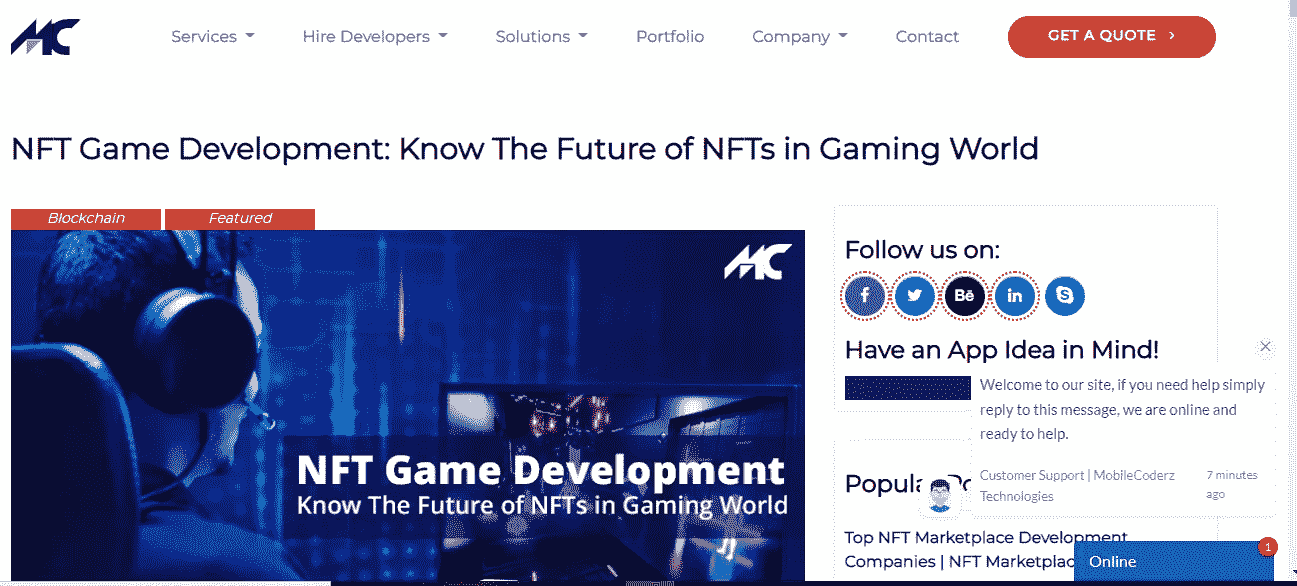 MC
Services
Hire Developers
Solutions
Portfolio
Company
Contact
GET A QUOTE
NFT Game Development: Know The Future of NFTs in Gaming World
Blockchain
Featured
MC
NFT Game Development
Know The Future of NFTs in Gaming World
Follow us on:
f
Bē
in
S
Have an App Idea in Mind!
Welcome to our site, if you need help simply
reply to this message, we are online and
ready to help.
Customer Support | MobileCoderz
Technologies
7 minutes
ago
Top NFT Marketplace Development
Companies | NFT Marketplac
Online
1